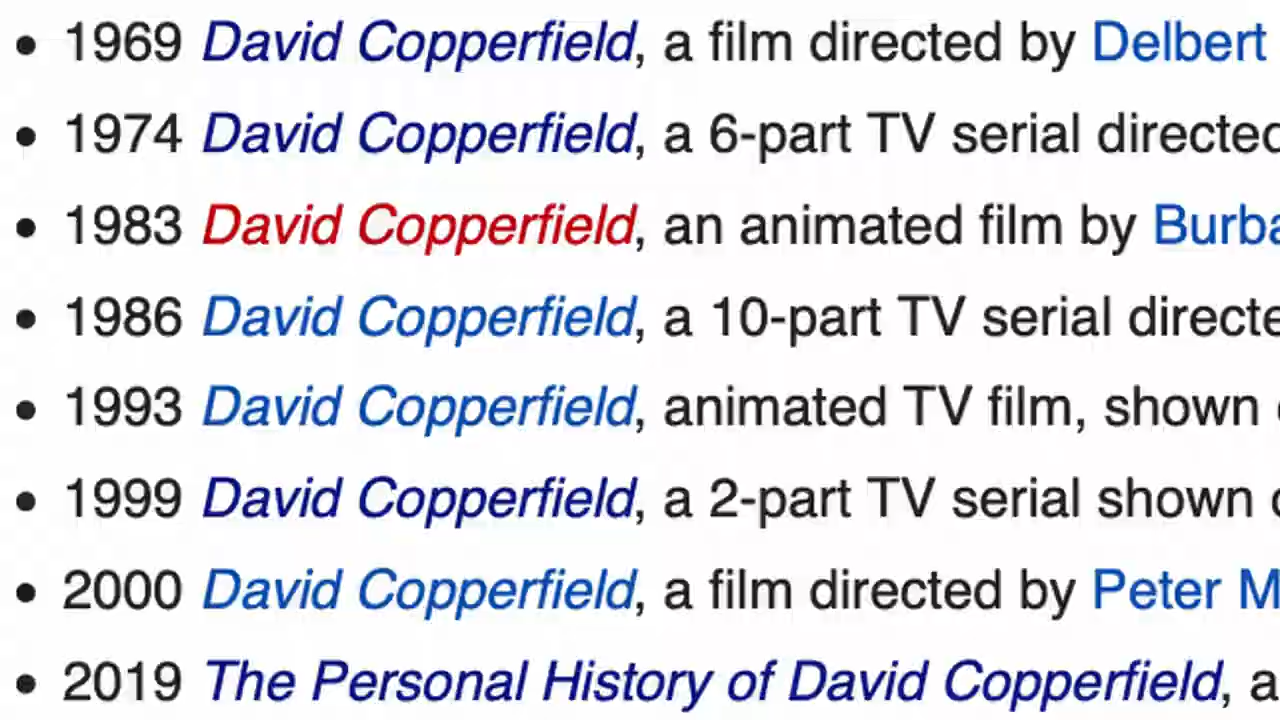 • 1969 David Copperfield, a film directed by Delbert
• 1974 David Copperfield, a 6-part TV serial directed
• 1983 David Copperfield, an animated film by Burba
• 1986 David Copperfield, a 10-part TV serial directe
• 1993 David Copperfield, animated TV film, shown
• 1999 David Copperfield, a 2-part TV serial shown
• 2000 David Copperfield, a film directed by Peter M
• 2019 The Personal History of David Copperfield, a